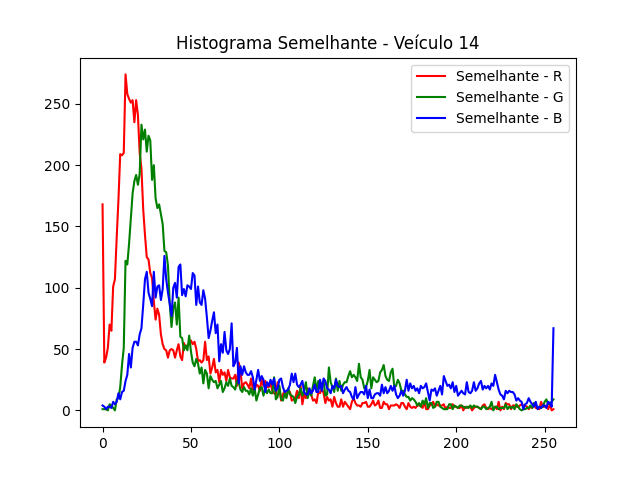 Histograma Semelhante - Veículo 14
Semelhante - R
Semelhante - G
Semelhante - B
250
200
150
100
50
0
0 50 100 150 200 250